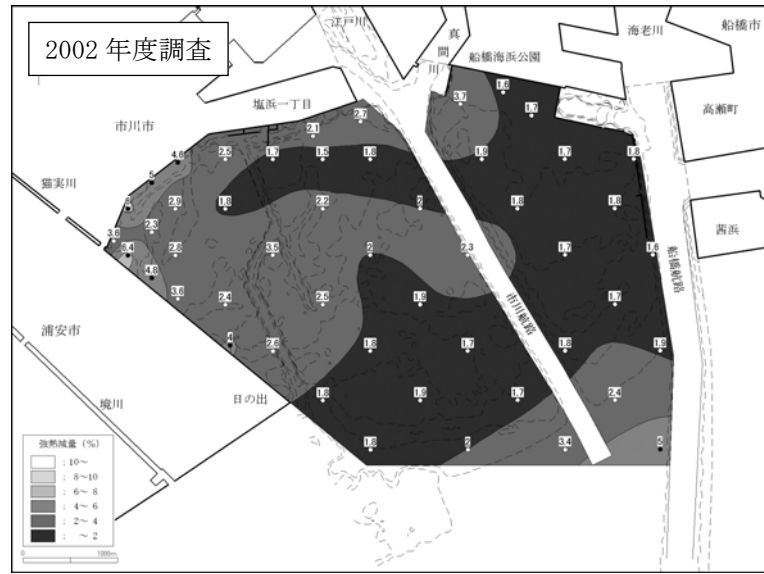 2002 年度調査
江戸川
真間川
船橋海浜公園
海老川
船橋市
塩浜一丁目
高瀬町
市川市
猫実川
茜浜
船橋航路
市川航路
浦安市
境川
日の出
1.6
3.7
1.7
2.7
2.1
4.6
2.5
1.7
1.5
1.8
1.9
1.7
1.8
5
2.9
1.8
2.2
2
1.8
1.8
2.3
3.6
6.4
2.8
3.5
2
2.3
1.7
1.6
4.8
3.6
2.4
2.5
1.9
1.7
4
2.6
1.8
1.7
1.8
1.9
1.8
1.9
1.7
2.4
1.8
2
3.4
5
強熱減量 (%)
: 10～
: 8～10
: 6～ 8
: 4～ 6
: 2～ 4
: ～ 2
0 1000m